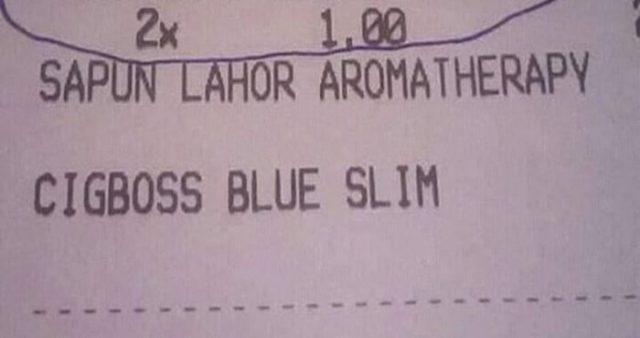 2x 1.00
SAPUN LAHOR AROMATHERAPY
CIGBOSS BLUE SLIM